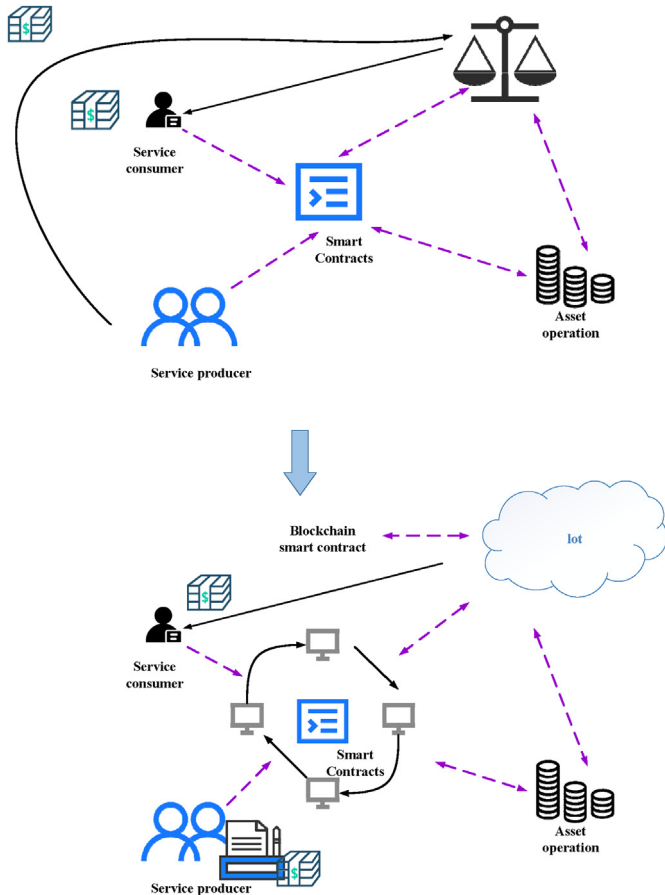 $
$
Service
consumer
Smart
Contracts
Asset
operation
Service producer
Blockchain
smart contract
lot
$
Service
consumer
Smart
Contracts
$
Service producer
Asset
operation